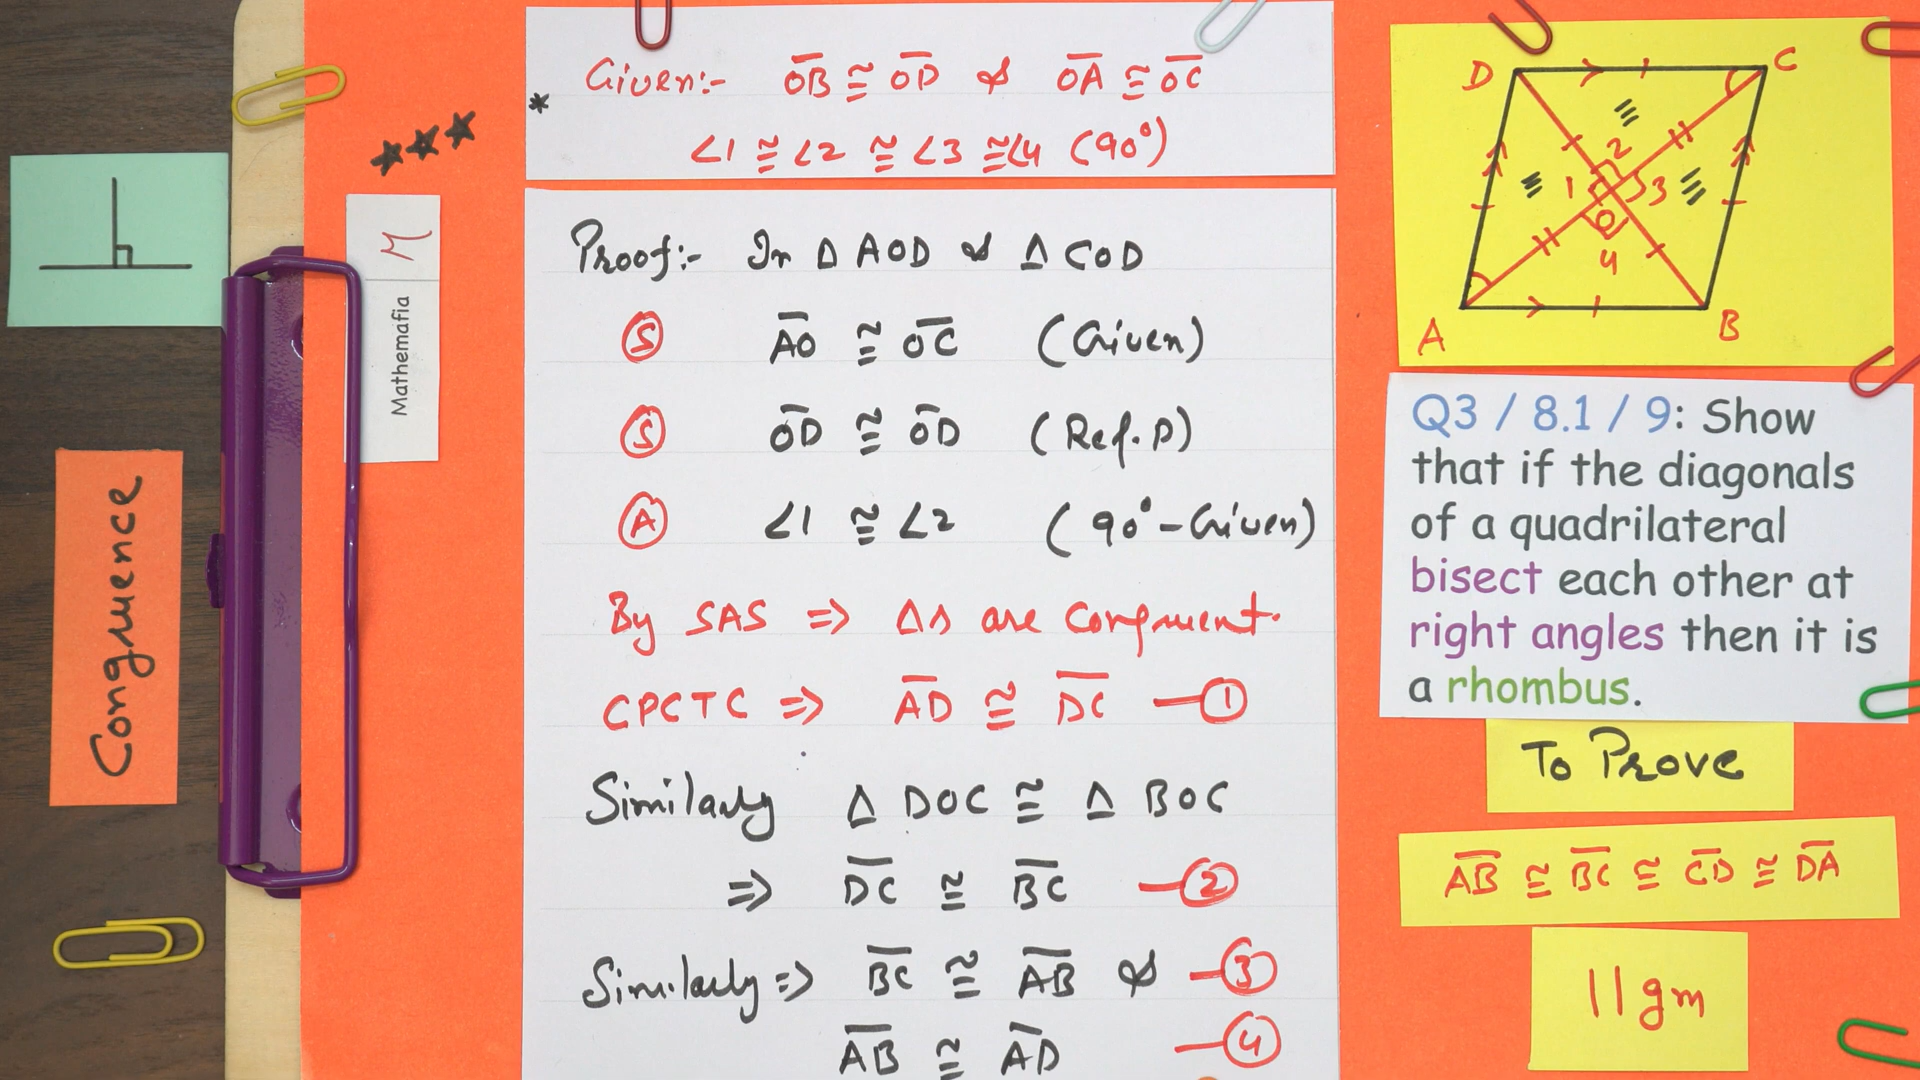 Given:- OB ≅ OD & OA ≅ OC
*
∠1 ≅ ∠2 ≅ ∠3 ≅ ∠4 (90°)
Proof:- In Δ AOD & Δ COD
S AO ≅ OC (Given)
S OD ≅ OD (Ref.P)
A ∠1 ≅ ∠2 (90° - Given)
By SAS ⇒ Δs are congruent.
CPCTC ⇒ AD ≅ DC — 1
Similarly Δ DOC ≅ Δ BOC
⇒ DC ≅ BC — 2
Similarly ⇒ BC ≅ AB & — 3
AB ≅ AD — 4
M
Mathemafia
Congruence
D C
2
1 3
O
4
A B
Q3 / 8.1 / 9: Show
that if the diagonals
of a quadrilateral
bisect each other at
right angles then it is
a rhombus.
To Prove
AB ≅ BC ≅ CD ≅ DA
11gm